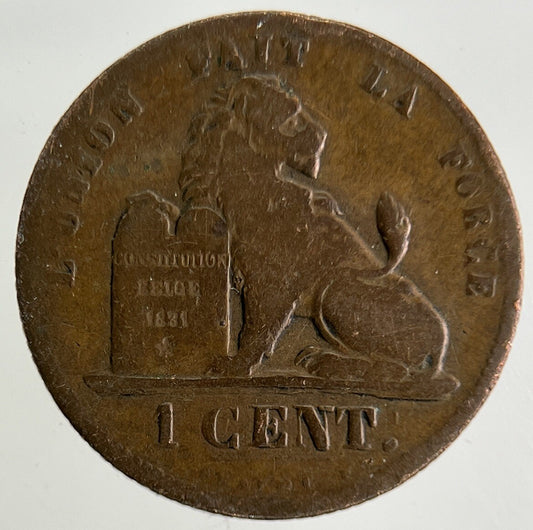 L'UNION FAIT LA FORCE
CONSTITUTION
BELGE
1831
1 CENT.